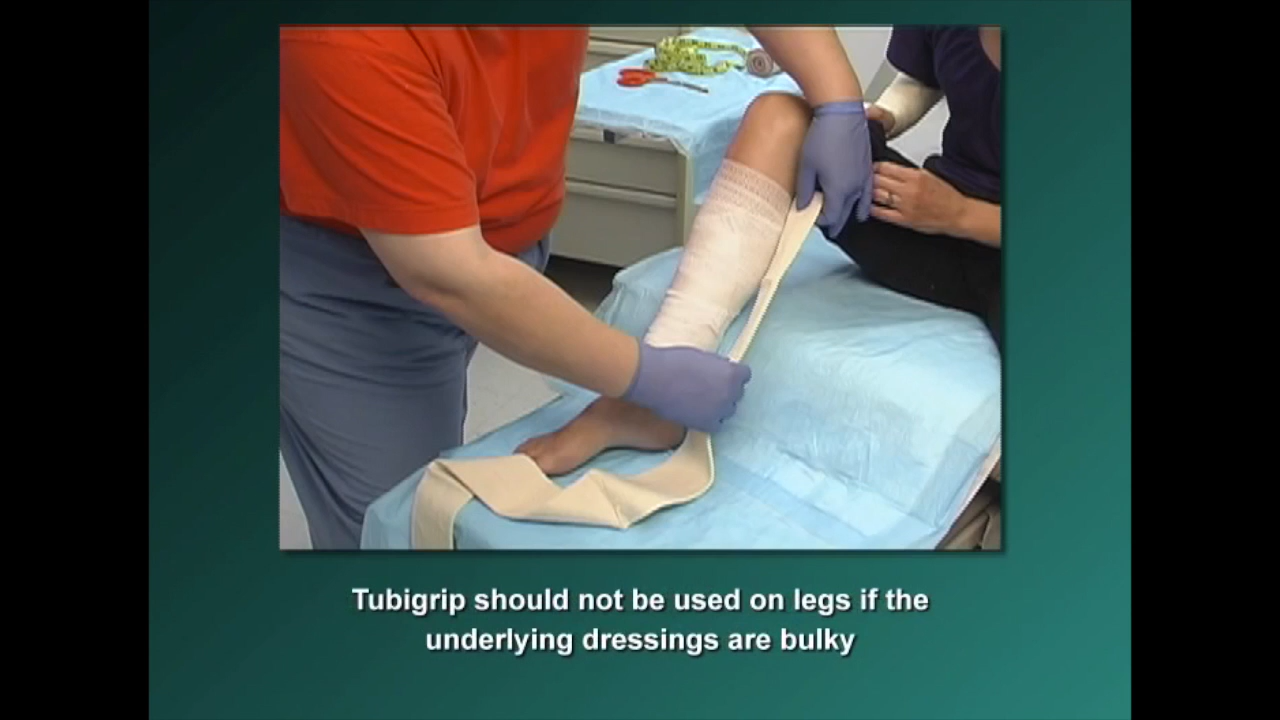 Tubigrip should not be used on legs if the
underlying dressings are bulky